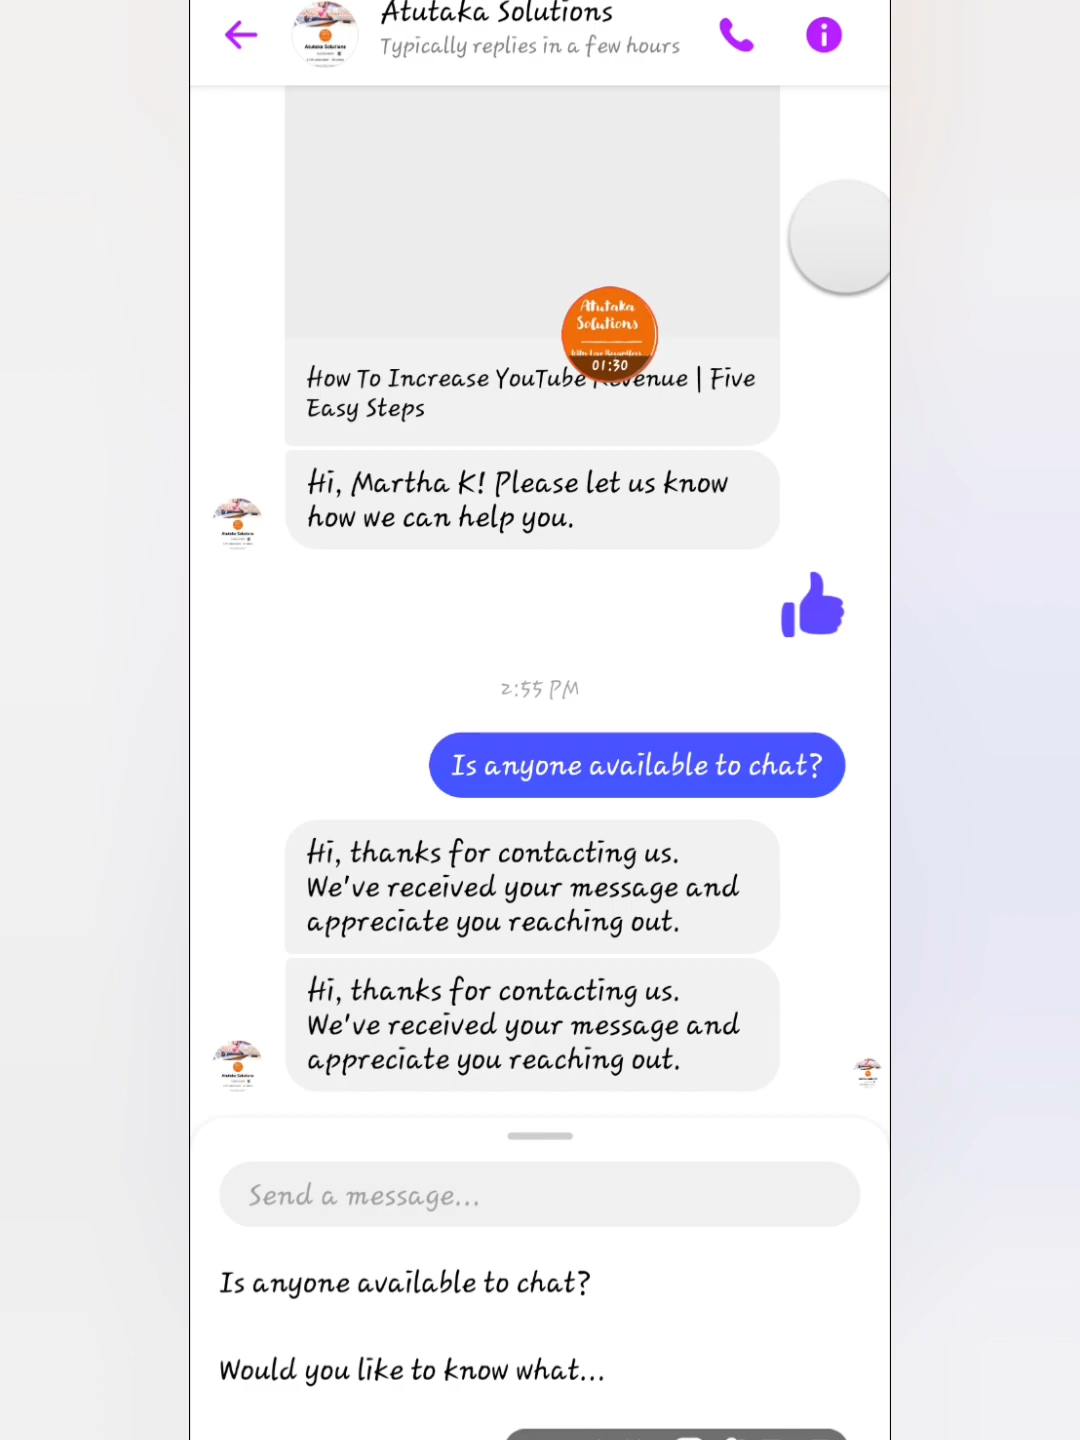 Atutaka Solutions
Typically replies in a few hours
Atutaka
Solutions
01:30
How To Increase YouTube Revenue | Five
Easy Steps
Hi, Martha K! Please let us know
how we can help you.
2:55 PM
Is anyone available to chat?
Hi, thanks for contacting us.
We've received your message and
appreciate you reaching out.
Hi, thanks for contacting us.
We've received your message and
appreciate you reaching out.
Send a message...
Is anyone available to chat?
Would you like to know what...